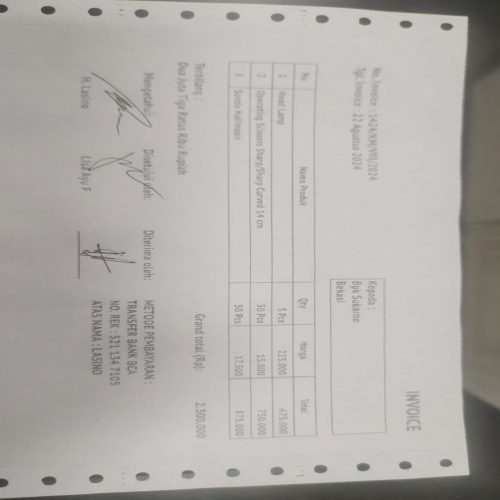 INVOICE
No. Invoice : 1424/KM/VIII/2024
Tgl. Invoice : 22 Agustus 2024
Kepada :
Bpk Sukarno
Bekasi
No Nama Produk Qty Harga Total
1 Head Lamp 3 Pcs 225.000 675.000
2 Operating Scissors Sharp/Sharp Curved 14 cm 50 Pcs 15.000 750.000
3 Sonde Halfmoon 50 Pcs 17.500 875.000
Grand total (Rp): 2.300.000
Terbilang :
Dua Juta Tiga Ratus Ribu Rupiah
Mengetahui: Disetujui oleh: Diterima oleh:
H. Lasino Lisa Ayu F
METODE PEMBAYARAN :
TRANSFER BANK BCA
NO. REK : 521 134 7105
ATAS NAMA : LASINO